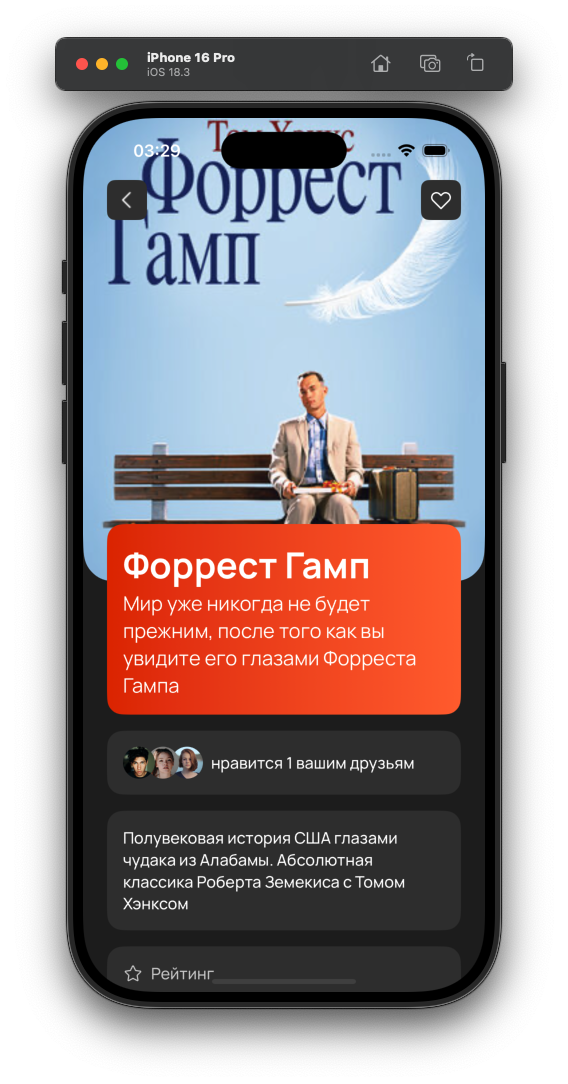 iPhone 16 Pro
iOS 18.3
Том Хэнкс
03:29
Форрест
Гамп
Форрест Гамп
Мир уже никогда не будет
прежним, после того как вы
увидите его глазами Форреста
Гампа
нравится 1 вашим друзьям
Полувековая история США глазами
чудака из Алабамы. Абсолютная
классика Роберта Земекиса с Томом
Хэнксом
Рейтинг